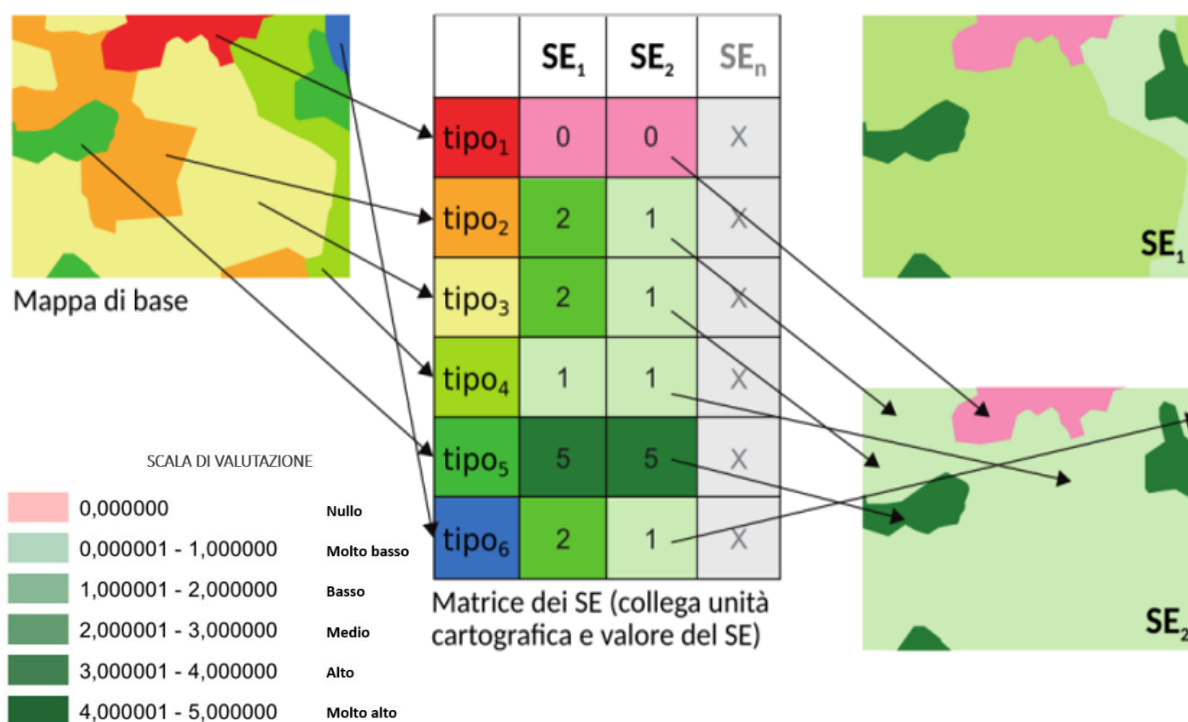 Mappa di base
SE₁ SE₂ SEₙ
tipo₁ 0 0 X
tipo₂ 2 1 X
tipo₃ 2 1 X
tipo₄ 1 1 X
tipo₅ 5 5 X
tipo₆ 2 1 X
Matrice dei SE (collega unità
cartografica e valore del SE)
SE₁
SE₂
SCALA DI VALUTAZIONE
0,000000 Nullo
0,000001 - 1,000000 Molto basso
1,000001 - 2,000000 Basso
2,000001 - 3,000000 Medio
3,000001 - 4,000000 Alto
4,000001 - 5,000000 Molto alto